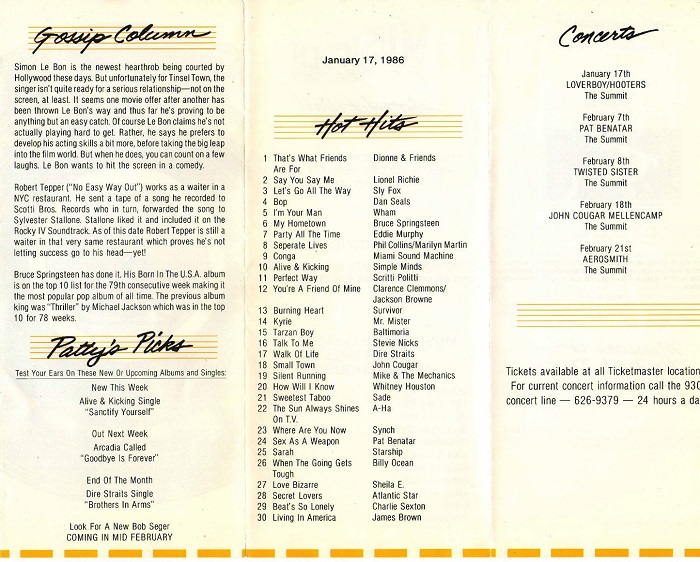 Gossip Column
Simon Le Bon is the newest hearthrob being courted by
Hollywood these days. But unfortunately for Tinsel Town, the
singer isn't quite ready for a serious relationship—not on the
screen, at least. It seems one movie offer after another has
been thrown Le Bon's way and thus far he's proving to be
anything but an easy catch. Of course Le Bon claims he's not
actually playing hard to get. Rather, he says he prefers to
develop his acting skills a bit more, before taking the big leap
into the film world. But when he does, you can count on a few
laughs. Le Bon wants to hit the screen in a comedy.
Robert Tepper ("No Easy Way Out") works as a waiter in a
NYC restaurant. He sent a tape of a song he recorded to
Scotti Bros. Records who in turn, forwarded the song to
Sylvester Stallone. Stallone liked it and included it on the
Rocky IV Soundtrack. As of this date Robert Tepper is still a
waiter in that very same restaurant which proves he's not
letting success go to his head—yet!
Bruce Springsteen has done it. His Born In The U.S.A. album
is on the top 10 list for the 79th consecutive week making it
the most popular pop album of all time. The previous album
king was "Thriller" by Michael Jackson which was in the top
10 for 78 weeks.
Patty's Picks
Test Your Ears On These New Or Upcoming Albums and Singles:
New This Week
Alive & Kicking Single
"Sanctify Yourself"
Out Next Week
Arcadia Called
"Goodbye Is Forever"
End Of The Month
Dire Straits Single
"Brothers In Arms"
Look For A New Bob Seger
COMING IN MID FEBRUARY
January 17, 1986
Hot Hits
1 That's What Friends Dionne & Friends
Are For
2 Say You Say Me Lionel Richie
3 Let's Go All The Way Sly Fox
4 Bop Dan Seals
5 I'm Your Man Wham
6 My Hometown Bruce Springsteen
7 Party All The Time Eddie Murphy
8 Seperate Lives Phil Collins/Marilyn Martin
9 Conga Miami Sound Machine
10 Alive & Kicking Simple Minds
11 Perfect Way Scritti Politti
12 You're A Friend Of Mine Clarence Clemmons/
Jackson Browne
13 Burning Heart Survivor
14 Kyrie Mr. Mister
15 Tarzan Boy Baltimoria
16 Talk To Me Stevie Nicks
17 Walk Of Life Dire Straits
18 Small Town John Cougar
19 Silent Running Mike & The Mechanics
20 How Will I Know Whitney Houston
21 Sweetest Taboo Sade
22 The Sun Always Shines A-Ha
On T.V.
23 Where Are You Now Synch
24 Sex As A Weapon Pat Benatar
25 Sarah Starship
26 When The Going Gets Billy Ocean
Tough
27 Love Bizarre Sheila E.
28 Secret Lovers Atlantic Star
29 Beat's So Lonely Charlie Sexton
30 Living In America James Brown
Concerts
January 17th
LOVERBOY/HOOTERS
The Summit
February 7th
PAT BENATAR
The Summit
February 8th
TWISTED SISTER
The Summit
February 18th
JOHN COUGAR MELLENCAMP
The Summit
February 21st
AEROSMITH
The Summit
Tickets available at all Ticketmaster location
For current concert information call the 930
concert line — 626-9379 — 24 hours a da